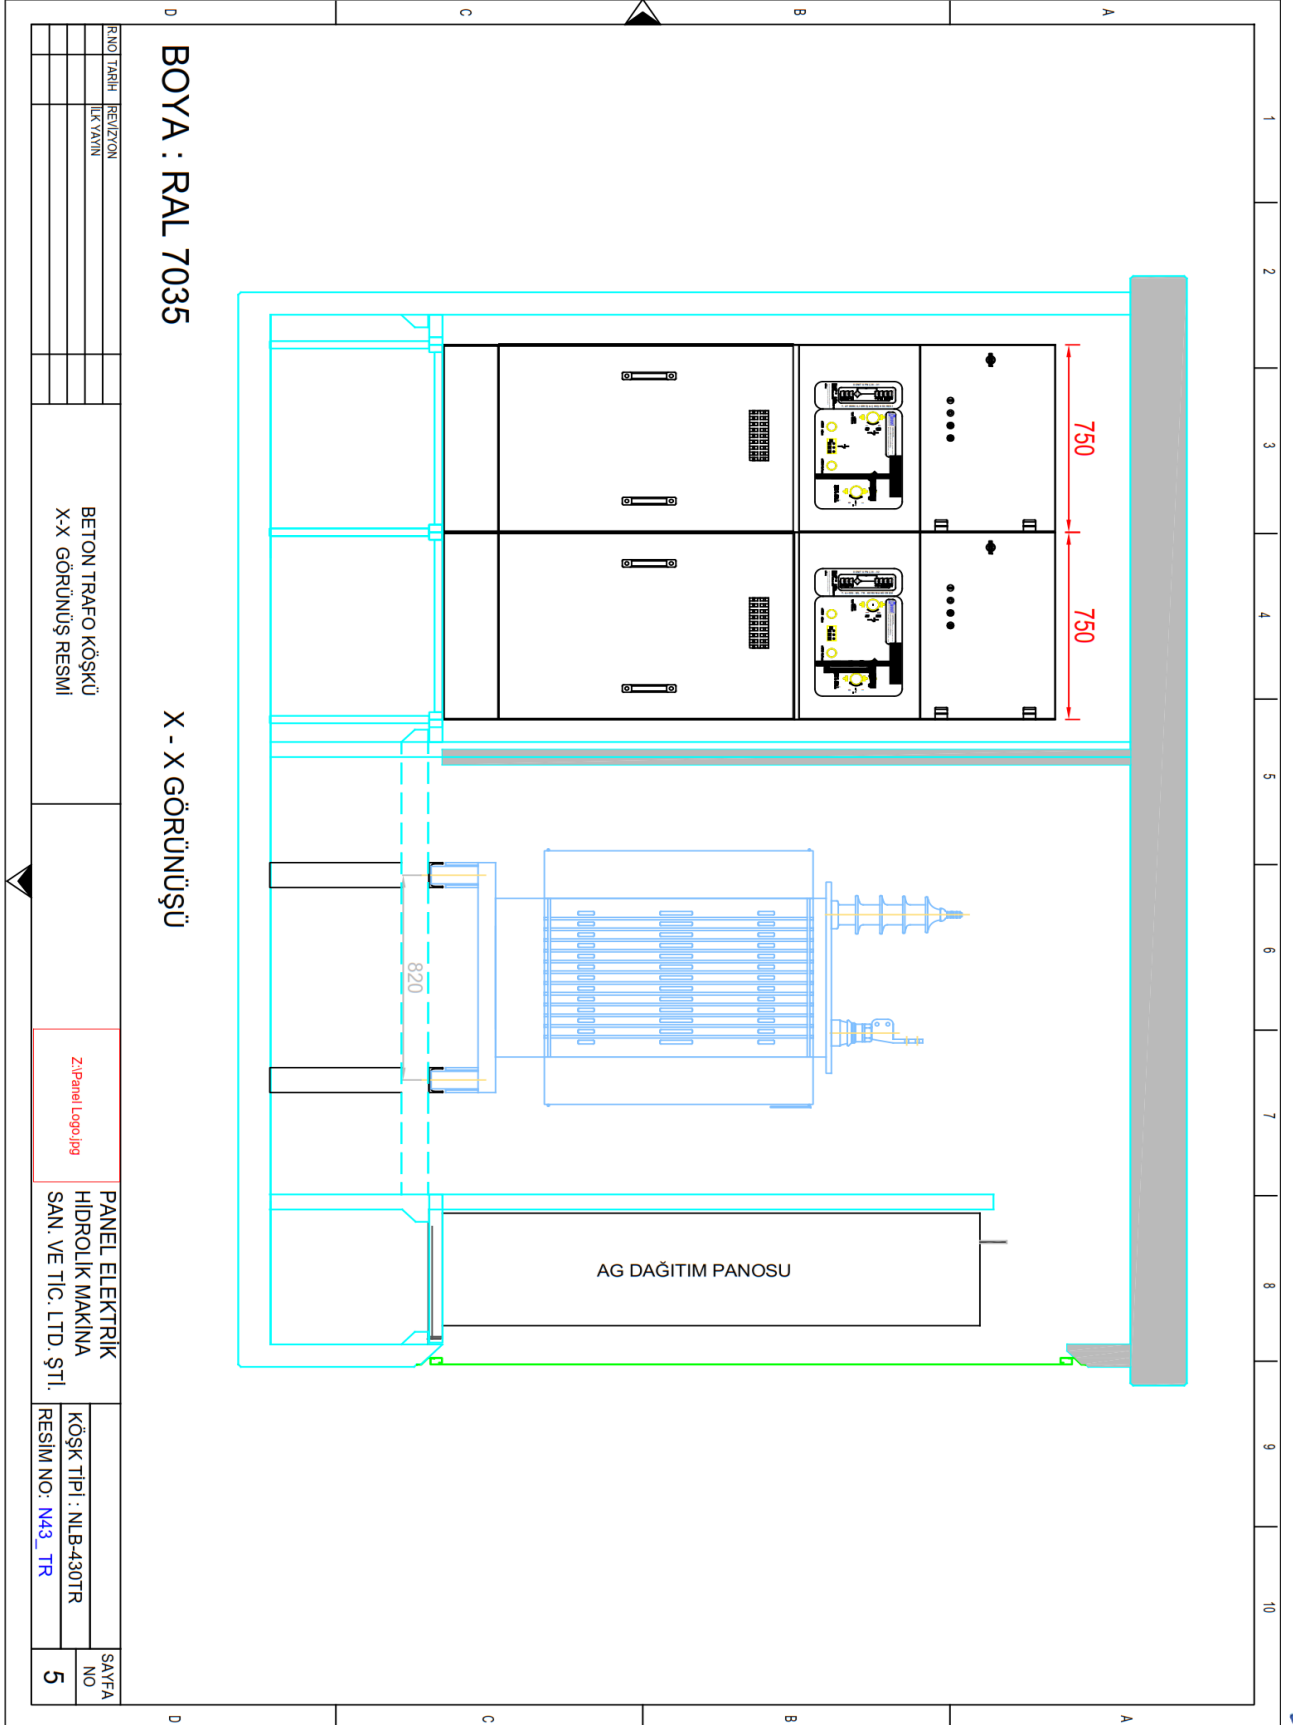 1 2 3 4 5 6 7 8 9 10
A
B
C
D
A
B
C
D
750
750
820
AG DAĞITIM PANOSU
BOYA : RAL 7035
X - X GÖRÜNÜŞÜ
R.NO TARİH REVİZYON
İLK YAYIN
BETON TRAFO KÖŞKÜ
X-X GÖRÜNÜŞ RESMİ
Z:\Panel Logo.jpg
PANEL ELEKTRİK
HİDROLİK MAKİNA
SAN. VE TİC. LTD. ŞTİ.
KÖŞK TİPİ : NLB-430TR
RESİM NO: N43_ TR
SAYFA
NO
5